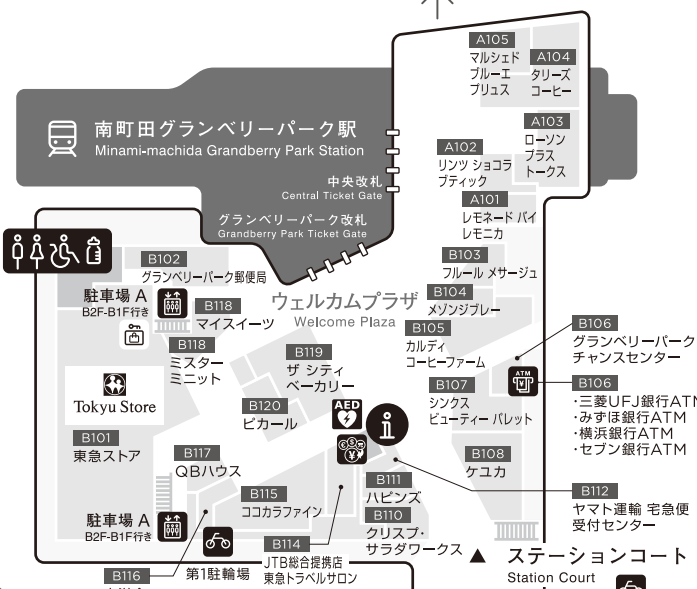 A105
マルシェド
ブルーエ
プリュス
A104
タリーズ
コーヒー
南町田グランベリーパーク駅
Minami-machida Grandberry Park Station
A103
ローソン
プラス
トークス
A102
リンツ ショコラ
ブティック
中央改札
Central Ticket Gate
A101
レモネード バイ
レモニカ
グランベリーパーク改札
Grandberry Park Ticket Gate
B102
グランベリーパーク郵便局
B103
フルール メサージュ
駐車場 A
B2F-B1F行き
B118
マイスイーツ
ウェルカムプラザ
Welcome Plaza
B104
メゾンジブレー
B105
カルディ
コーヒーファーム
B106
グランベリーパーク
チャンスセンター
B118
ミスター
ミニット
B119
ザ シティ
ベーカリー
ATM
B106
・三菱UFJ銀行ATM
・みずほ銀行ATM
・横浜銀行ATM
・セブン銀行ATM
Tokyu Store
B107
シンクス
ビューティー パレット
B120
ピカール
AED
B101
東急ストア
B117
QBハウス
B108
ケユカ
B111
ハビンズ
B115
ココカラファイン
B112
ヤマト運輸 宅急便
受付センター
B110
クリスプ・
サラダワークス
駐車場 A
B2F-B1F行き
B114
JTB総合提携店
東急トラベルサロン
第1駐輪場
B116
▲ ステーションコート
Station Court